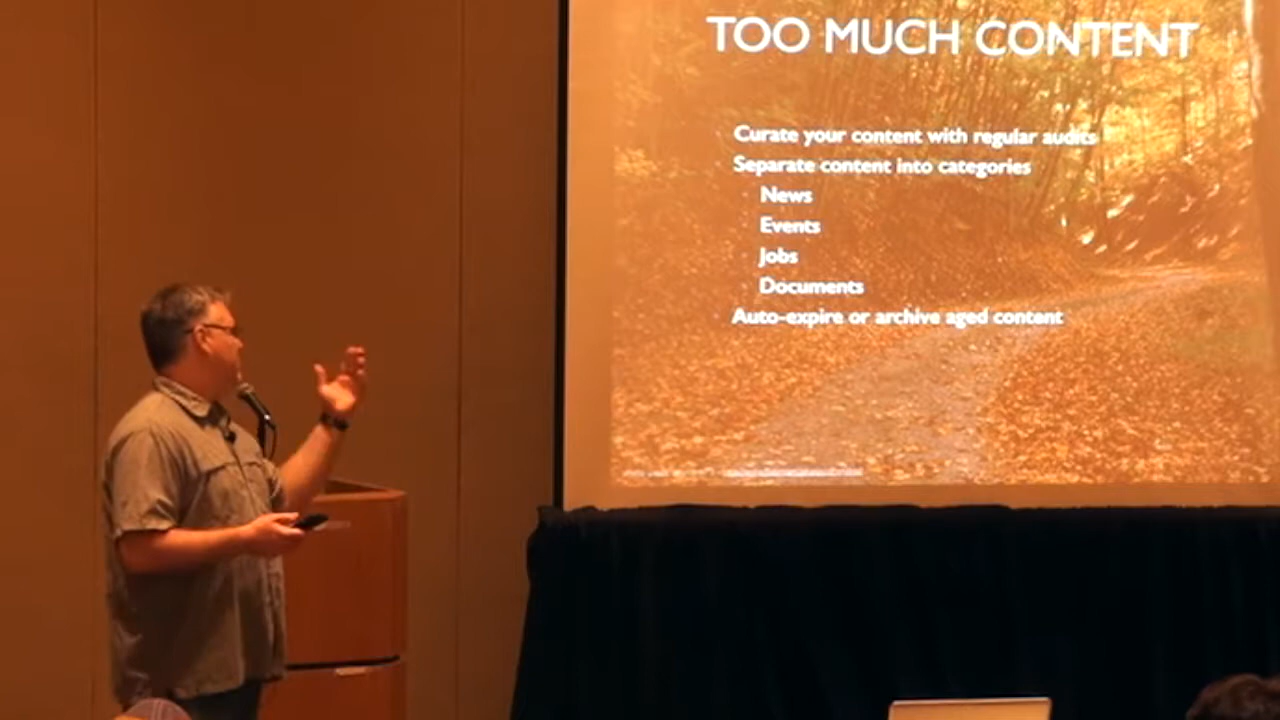 TOO MUCH CONTENT
Curate your content with regular audits
Separate content into categories
News
Events
Jobs
Documents
Auto-expire or archive aged content